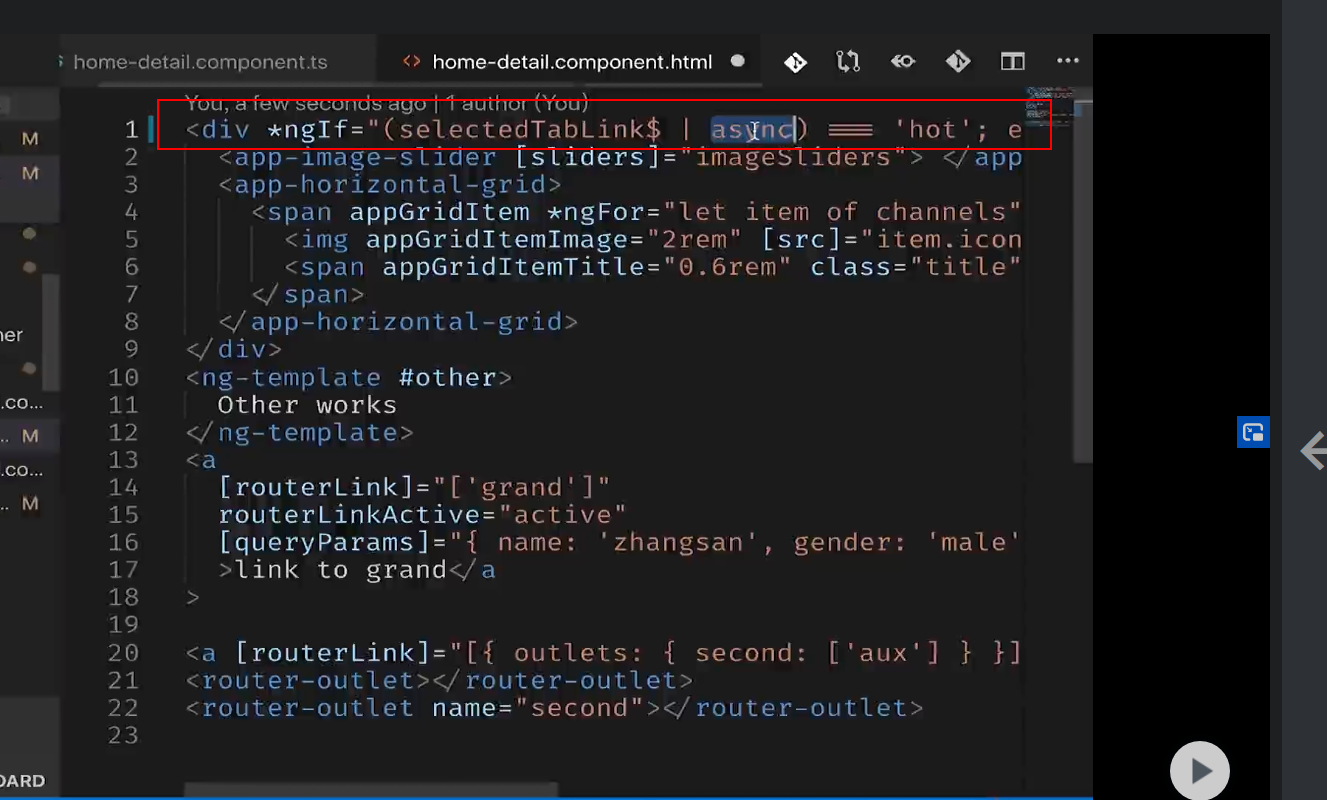 home-detail.component.ts
<> home-detail.component.html
You, a few seconds ago | 1 author (You)
1 <div *ngIf="(selectedTabLink$ | async) === 'hot'; e
2 <app-image-slider [sliders]="imageSliders"> </app
3 <app-horizontal-grid>
4 <span appGridItem *ngFor="let item of channels"
5 <img appGridItemImage="2rem" [src]="item.icon
6 <span appGridItemTitle="0.6rem" class="title"
7 </span>
8 </app-horizontal-grid>
9 </div>
10 <ng-template #other>
11 Other works
12 </ng-template>
13 <a
14 [routerLink]="['grand']"
15 routerLinkActive="active"
16 [queryParams]="{ name: 'zhangsan', gender: 'male'
17 >link to grand</a
18 >
19
20 <a [routerLink]="[{ outlets: { second: ['aux'] } }]
21 <router-outlet></router-outlet>
22 <router-outlet name="second"></router-outlet>
23
M
M
ner
.co...
.. M
.co...
.. M
OARD